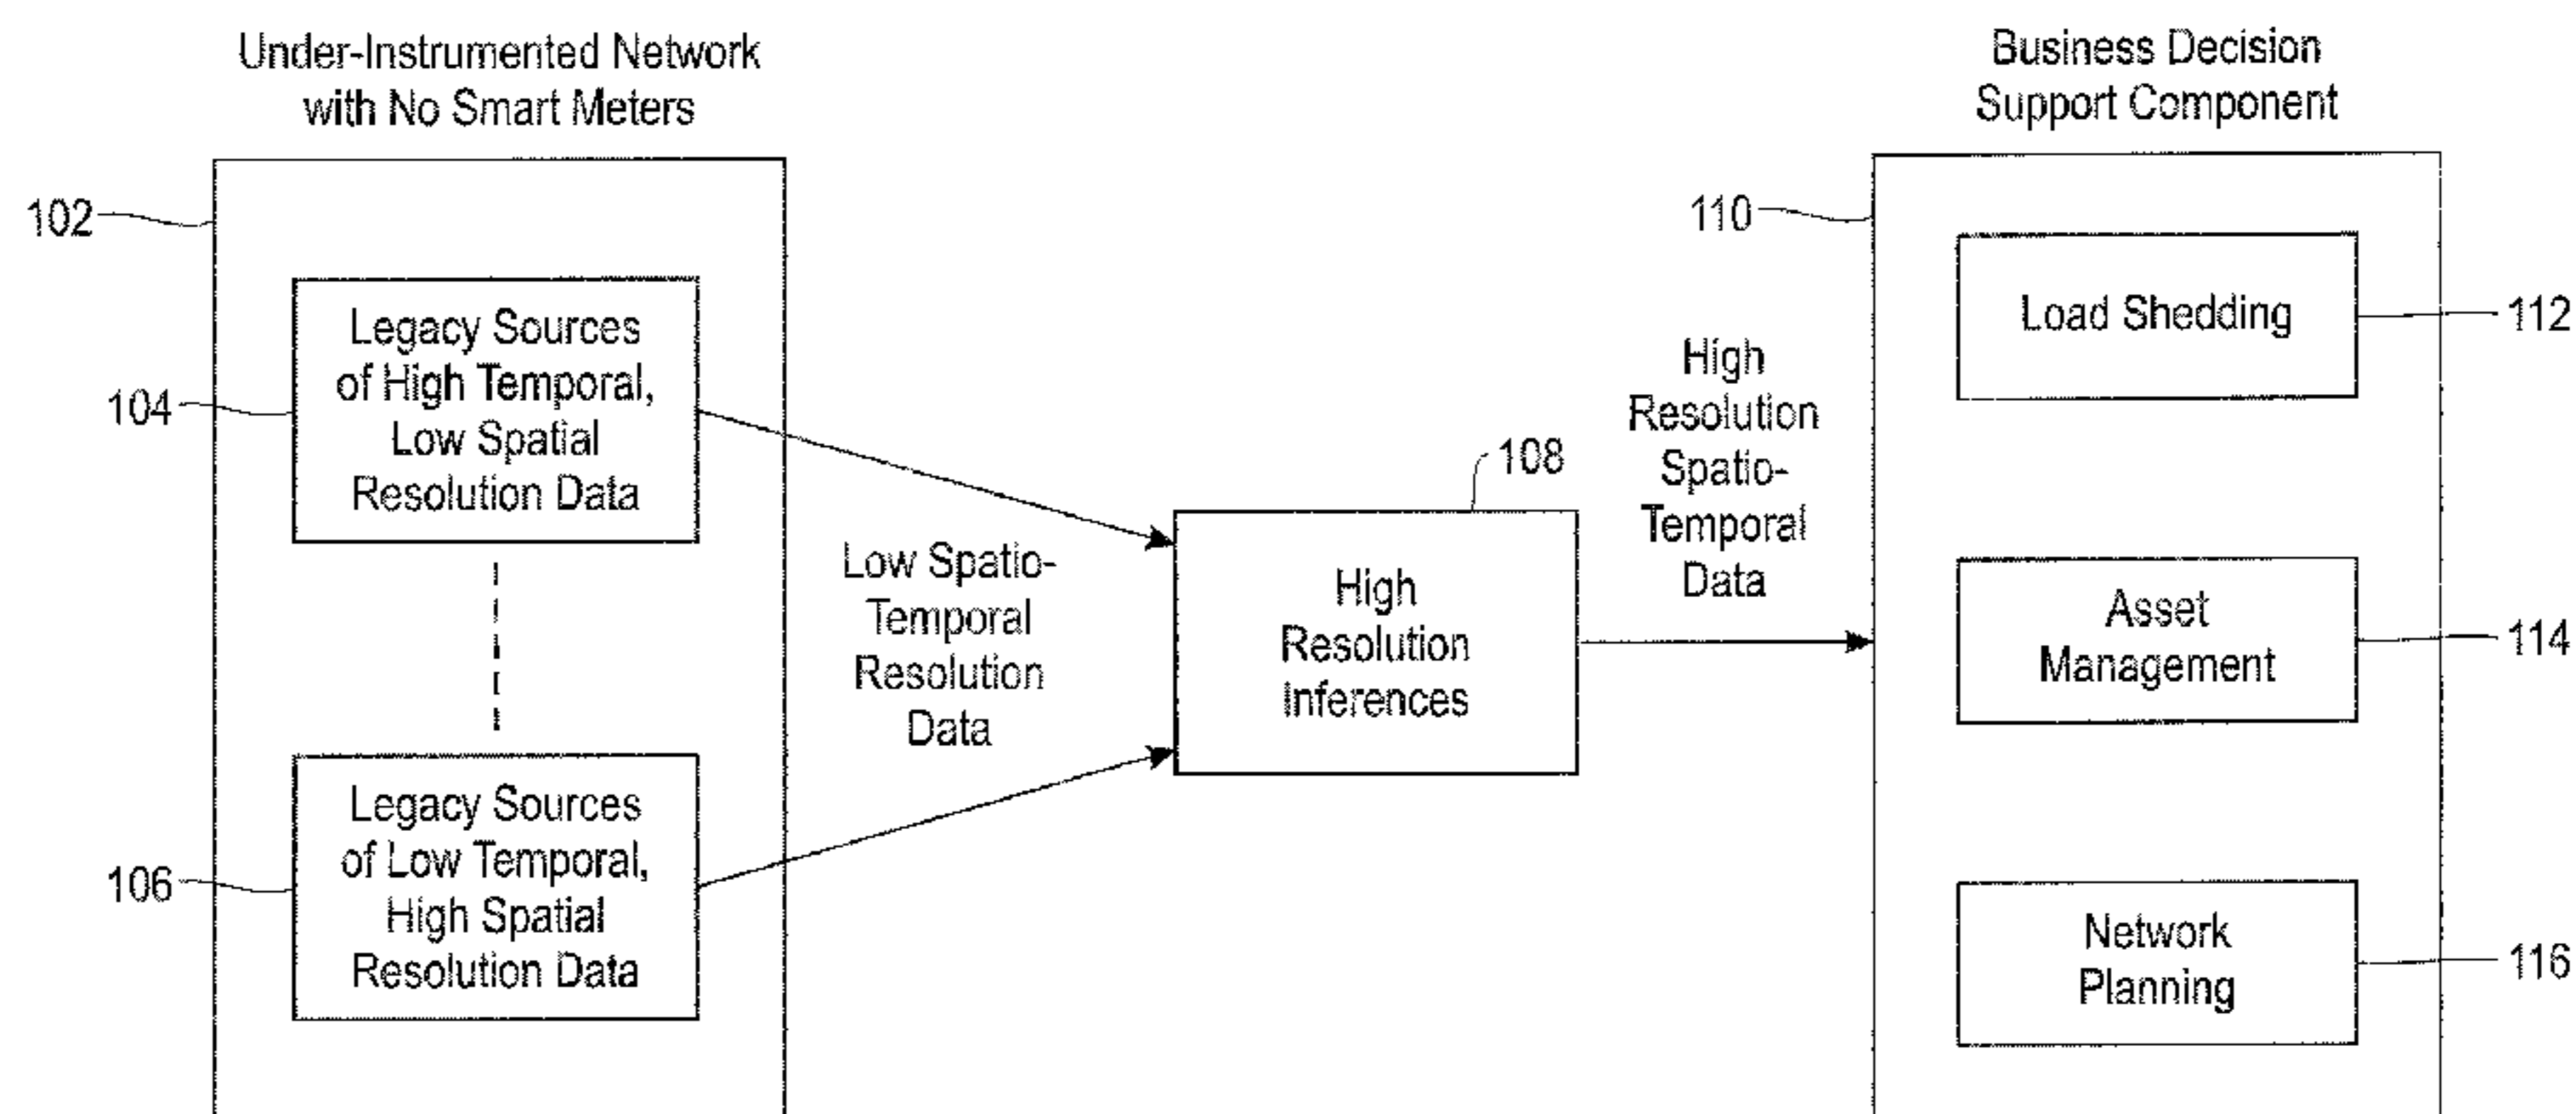 Under-Instrumented Network
with No Smart Meters
102
104
Legacy Sources
of High Temporal,
Low Spatial
Resolution Data
106
Legacy Sources
of Low Temporal,
High Spatial
Resolution Data
Low Spatio-
Temporal
Resolution
Data
108
High
Resolution
Inferences
High
Resolution
Spatio-
Temporal
Data
Business Decision
Support Component
110
Load Shedding
112
Asset
Management
114
Network
Planning
116